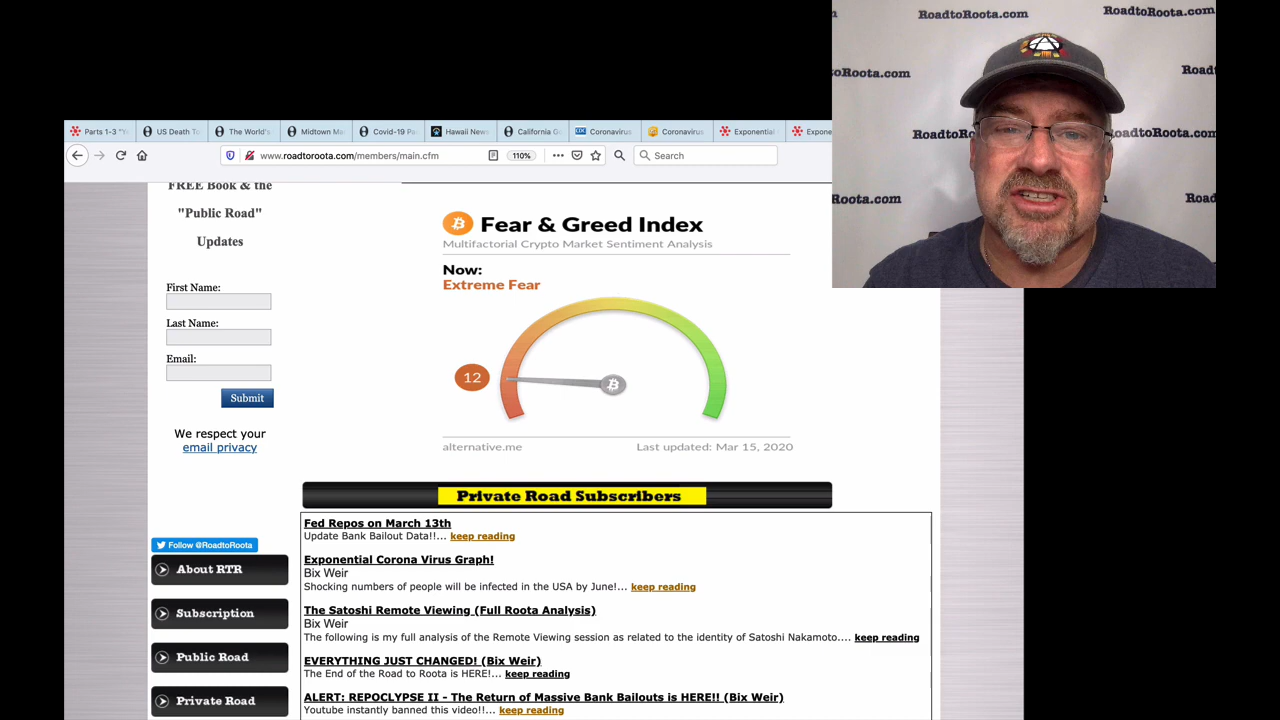 RoadtoRoota.com
RoadtoRoota.com
oRoota.com
Roadt
RoadtoRo
a.com
Roota.com
Road
Parts 1-3 "Y
US Death To
The World's
Midtown Ma
Covid-19 Pa
Hawaii News
California G
Coronavirus
Coronavirus
Exponential
Expone
www.roadtoroota.com/members/main.cfm
110%
Search
FREE Book & the
"Public Road"
Updates
First Name:
Last Name:
Email:
Submit
We respect your
email privacy
Follow @RoadtoRoota
About RTR
Subscription
Public Road
Private Road
Fear & Greed Index
Multifactorial Crypto Market Sentiment Analysis
Now:
Extreme Fear
12
alternative.me Last updated: Mar 15, 2020
Private Road Subscribers
Fed Repos on March 13th
Update Bank Bailout Data!!... keep reading
Exponential Corona Virus Graph!
Bix Weir
Shocking numbers of people will be infected in the USA by June!... keep reading
The Satoshi Remote Viewing (Full Roota Analysis)
Bix Weir
The following is my full analysis of the Remote Viewing session as related to the identity of Satoshi Nakamoto.... keep reading
EVERYTHING JUST CHANGED! (Bix Weir)
The End of the Road to Roota is HERE!... keep reading
ALERT: REPOCLYPSE II - The Return of Massive Bank Bailouts is HERE!! (Bix Weir)
Youtube instantly banned this video!!... keep reading